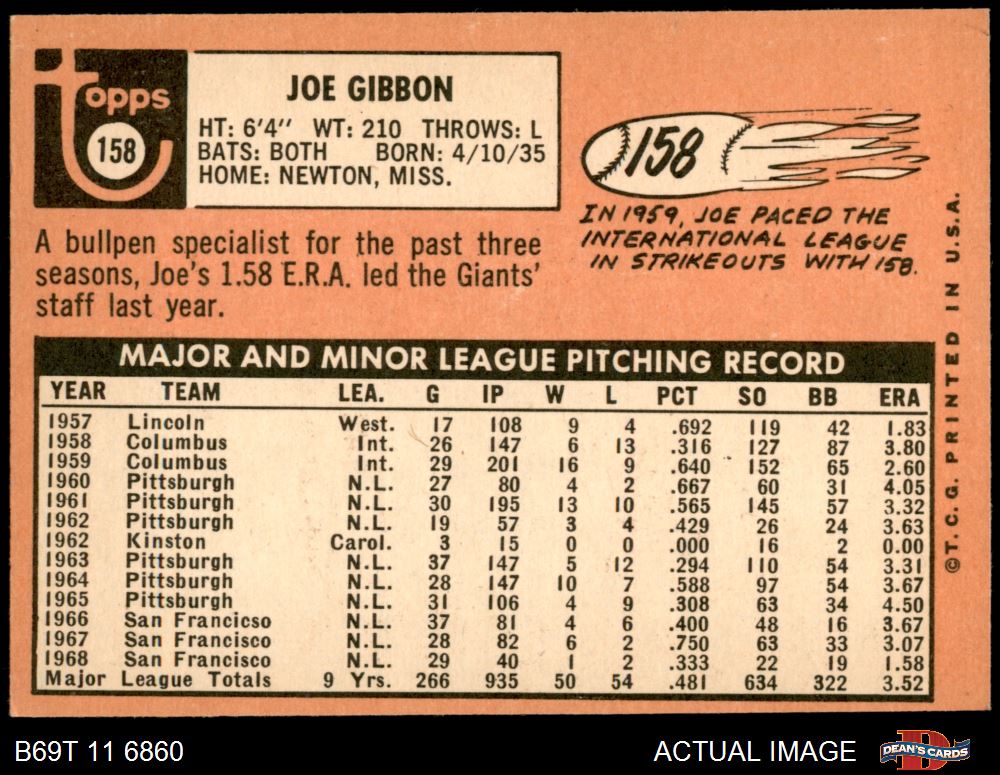 topps
158
JOE GIBBON
HT: 6'4" WT: 210 THROWS: L
BATS: BOTH BORN: 4/10/35
HOME: NEWTON, MISS.
A bullpen specialist for the past three
seasons, Joe's 1.58 E.R.A. led the Giants'
staff last year.
158
IN 1959, JOE PACED THE
INTERNATIONAL LEAGUE
IN STRIKEOUTS WITH 158.
MAJOR AND MINOR LEAGUE PITCHING RECORD
YEAR TEAM LEA. G IP W L PCT SO BB ERA
1957 Lincoln West. 17 108 9 4 .692 119 42 1.83
1958 Columbus Int. 26 147 6 13 .316 127 87 3.80
1959 Columbus Int. 29 201 16 9 .640 152 65 2.60
1960 Pittsburgh N.L. 27 80 4 2 .667 60 31 4.05
1961 Pittsburgh N.L. 30 195 13 10 .565 145 57 3.32
1962 Pittsburgh N.L. 19 57 3 4 .429 26 24 3.63
1962 Kinston Carol. 3 15 0 0 .000 16 2 0.00
1963 Pittsburgh N.L. 37 147 5 12 .294 110 54 3.31
1964 Pittsburgh N.L. 28 147 10 7 .588 97 54 3.67
1965 Pittsburgh N.L. 31 106 4 9 .308 63 34 4.50
1966 San Francicso N.L. 37 81 4 6 .400 48 16 3.67
1967 San Francisco N.L. 28 82 6 2 .750 63 33 3.07
1968 San Francisco N.L. 29 40 1 2 .333 22 19 1.58
Major League Totals 9 Yrs. 266 935 50 54 .481 634 322 3.52
©T. C. G. PRINTED IN U.S.A.
B69T 11 6860
ACTUAL IMAGE
D
DEAN'S CARDS